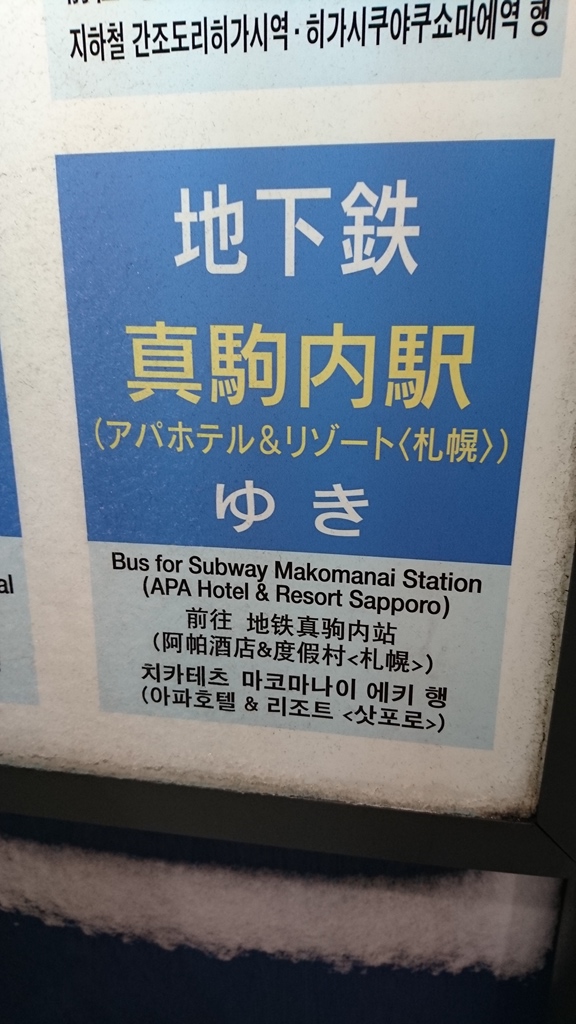 지하철 간조도리히가시역·히가시쿠야쿠쇼마에역 행
地下鉄
真駒内駅
(アパホテル&リゾート〈札幌〉)
ゆき
Bus for Subway Makomanai Station
(APA Hotel & Resort Sapporo)
前往 地铁真驹内站
(阿帕酒店&度假村<札幌>)
치카테츠 마코마나이 에키 행
(아파호텔 & 리조트 <삿포로>)
al